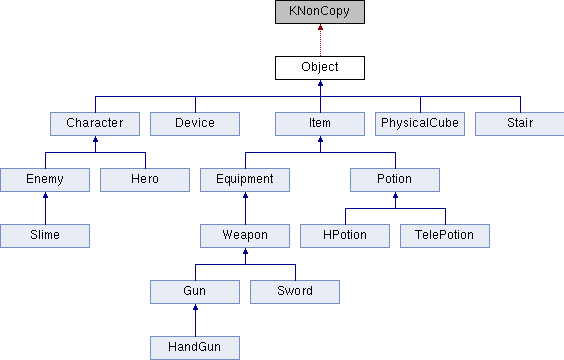 KNonCopy
Object
Character
Device
Item
PhysicalCube
Stair
Enemy
Hero
Equipment
Potion
Slime
Weapon
HPotion
TelePotion
Gun
Sword
HandGun